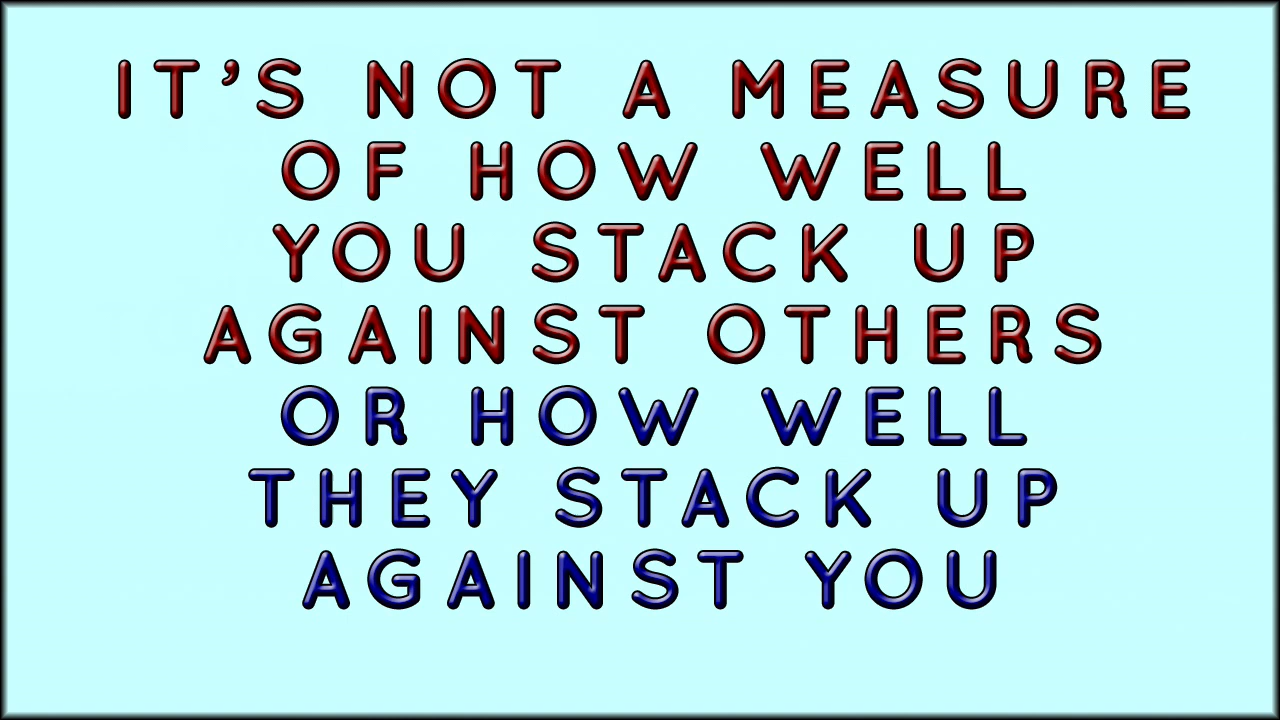 IT’S NOT A MEASURE
OF HOW WELL
YOU STACK UP
AGAINST OTHERS
OR HOW WELL
THEY STACK UP
AGAINST YOU